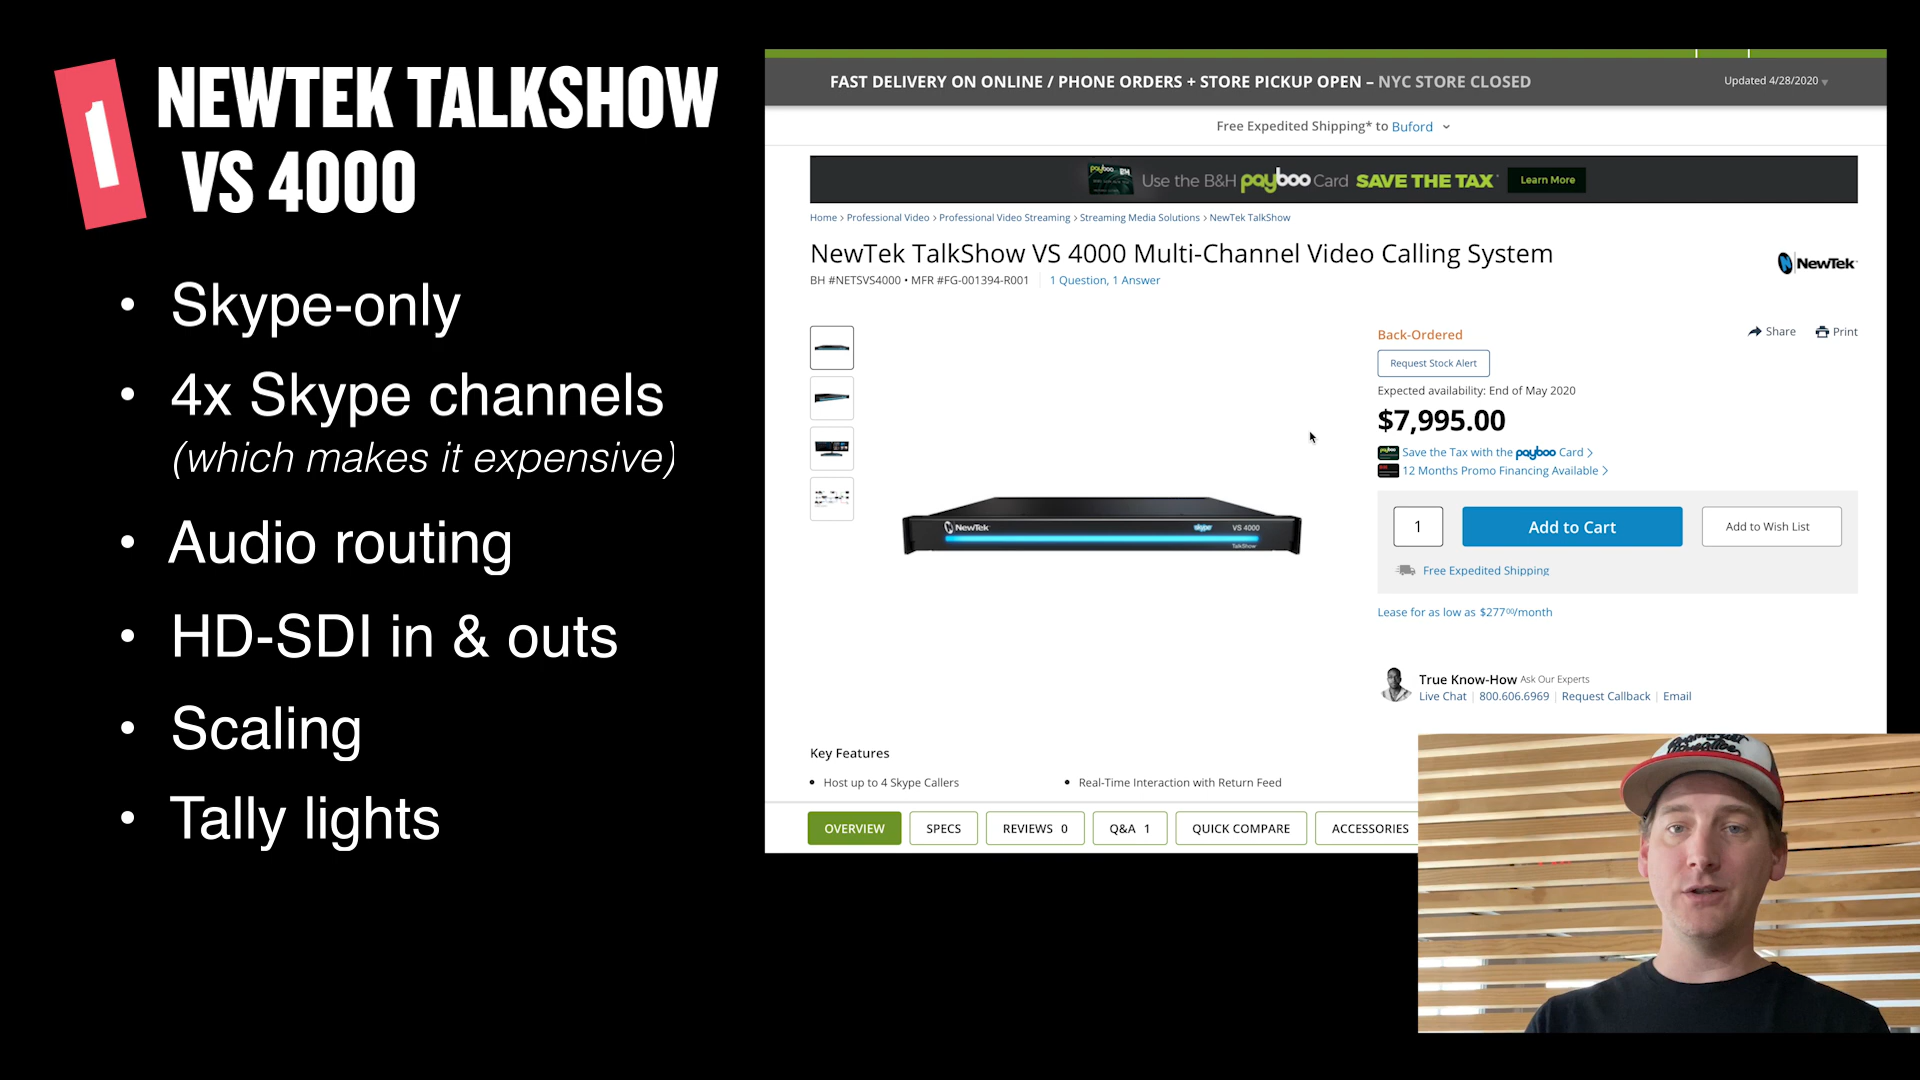 1
NEWTEK TALKSHOW
VS 4000
• Skype-only
• 4x Skype channels
(which makes it expensive)
• Audio routing
• HD-SDI in & outs
• Scaling
• Tally lights
FAST DELIVERY ON ONLINE / PHONE ORDERS + STORE PICKUP OPEN – NYC STORE CLOSED
Updated 4/28/2020
Free Expedited Shipping* to Buford
payboo BH
Use the B&H payboo Card SAVE THE TAX*
Learn More
Home > Professional Video > Professional Video Streaming > Streaming Media Solutions > NewTek TalkShow
NewTek TalkShow VS 4000 Multi-Channel Video Calling System
NewTek
BH #NETSVS4000 • MFR #FG-001394-R001 | 1 Question, 1 Answer
Back-Ordered
Share
Print
Request Stock Alert
Expected availability: End of May 2020
$7,995.00
Save the Tax with the payboo Card >
12 Months Promo Financing Available >
NewTek
skype
VS 4000
TalkShow
1
Add to Cart
Add to Wish List
Free Expedited Shipping
Lease for as low as $277.00/month
True Know-How Ask Our Experts
Live Chat | 800.606.6969 | Request Callback | Email
Key Features
• Host up to 4 Skype Callers
• Real-Time Interaction with Return Feed
OVERVIEW
SPECS
REVIEWS 0
Q&A 1
QUICK COMPARE
ACCESSORIES